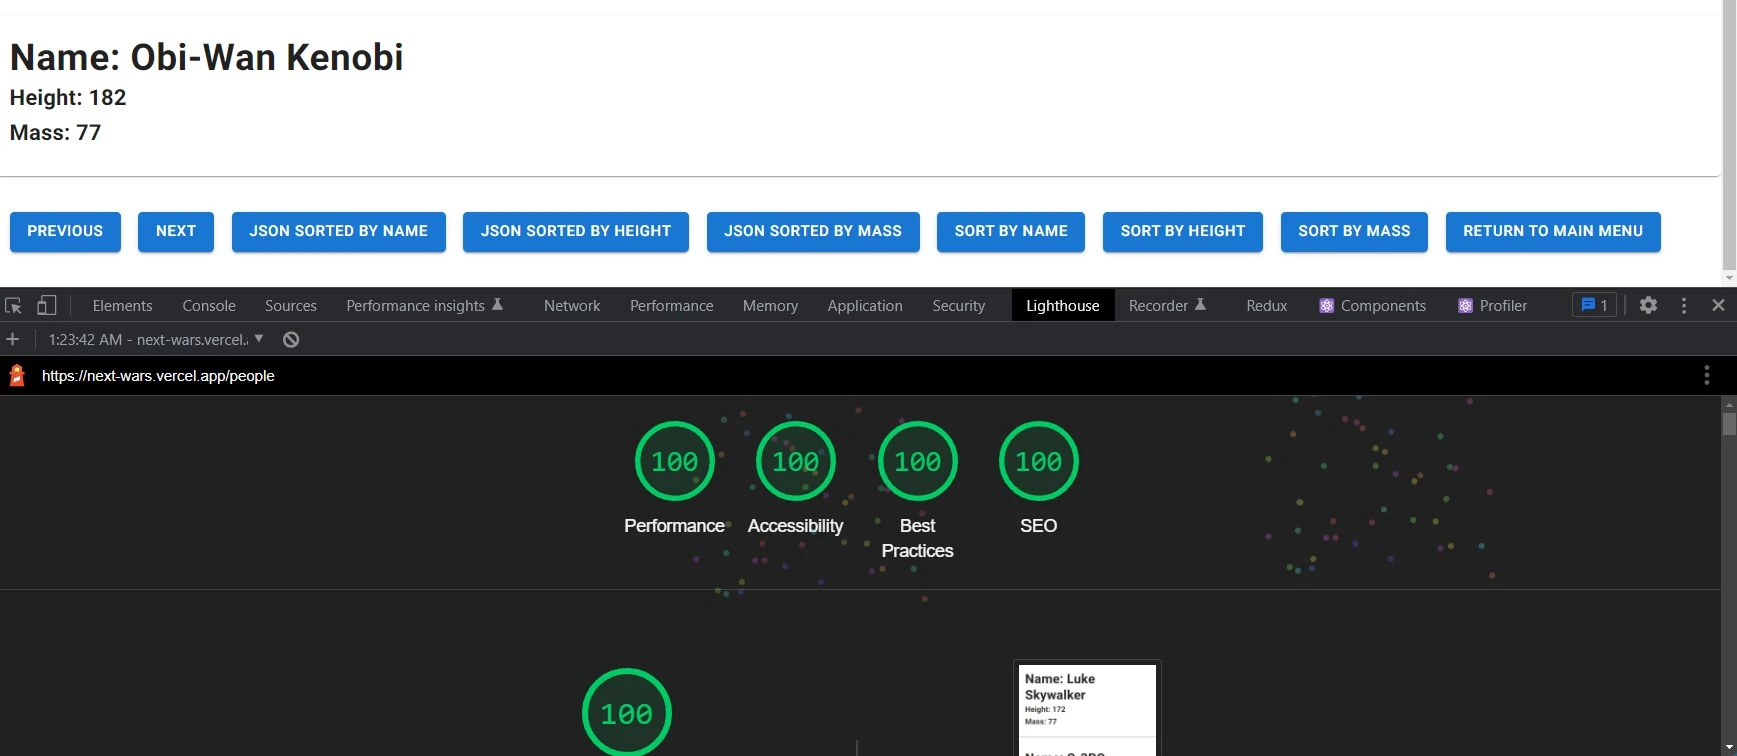 Name: Obi-Wan Kenobi
Height: 182
Mass: 77
PREVIOUS NEXT JSON SORTED BY NAME JSON SORTED BY HEIGHT JSON SORTED BY MASS SORT BY NAME SORT BY HEIGHT SORT BY MASS RETURN TO MAIN MENU
Elements Console Sources Performance insights Network Performance Memory Application Security Lighthouse Recorder Redux Components Profiler 1
1:23:42 AM - next-wars.vercel.
https://next-wars.vercel.app/people
100 100 100 100
Performance Accessibility Best Practices SEO
100
Name: Luke
Skywalker
Height: 172
Mass: 77